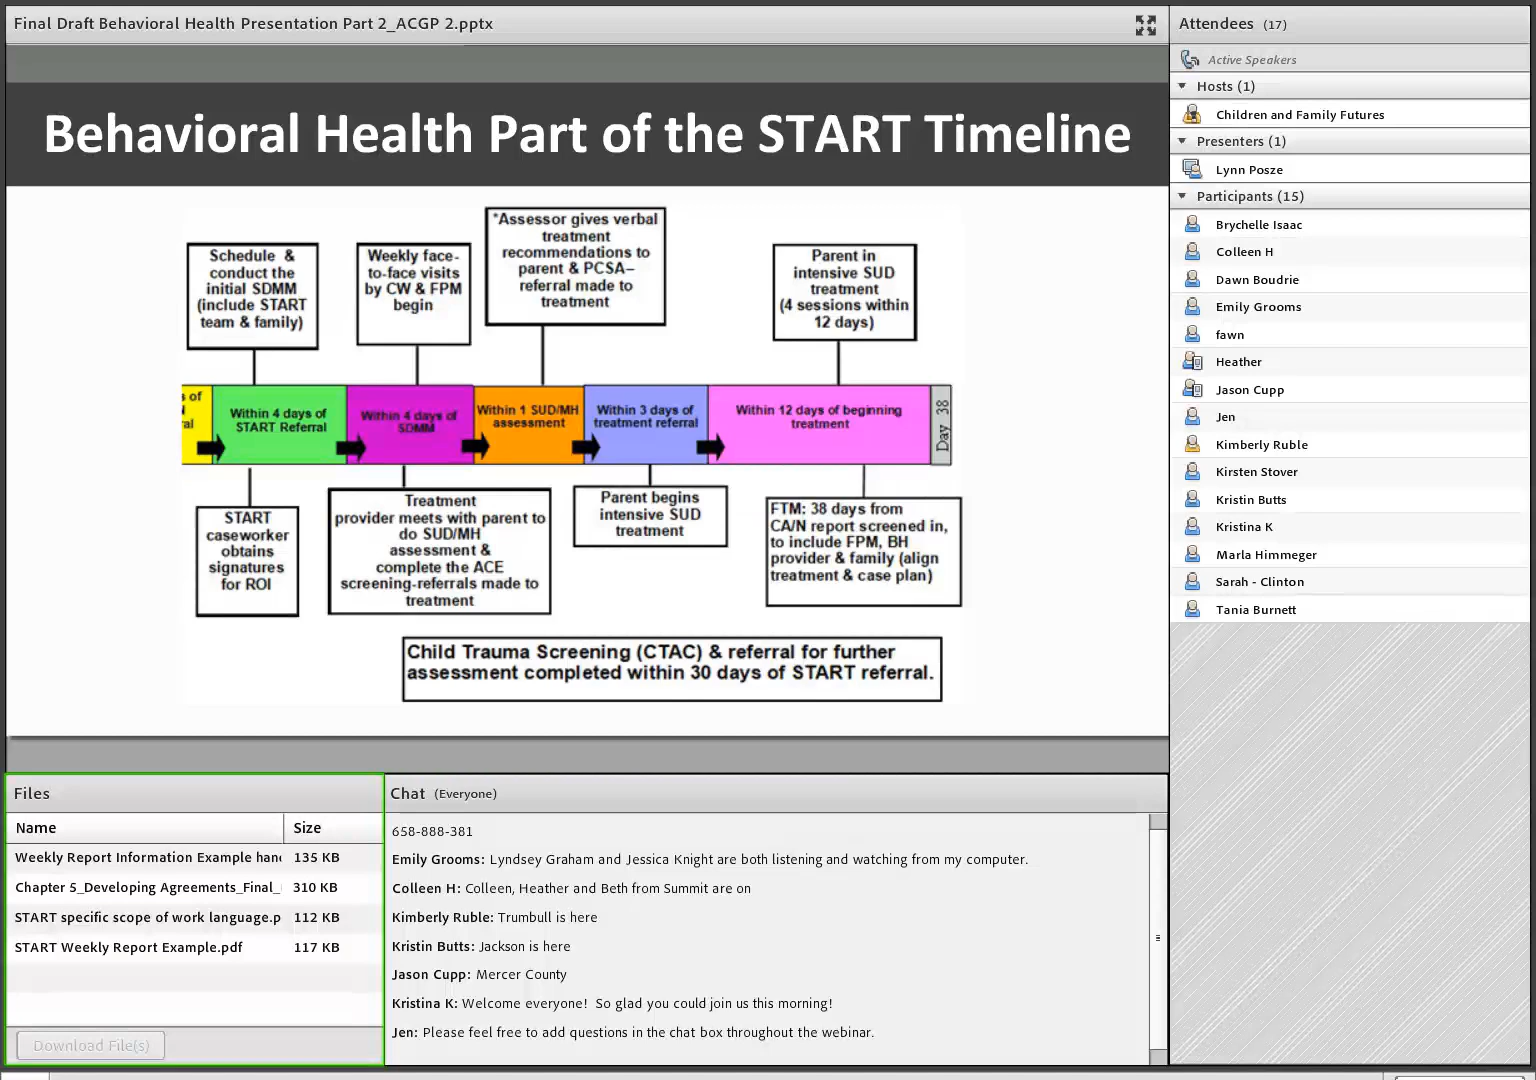 Final Draft Behavioral Health Presentation Part 2_ACGP 2.pptx
Behavioral Health Part of the START Timeline
Schedule &
conduct the
initial SDMM
(include START
team & family)
Weekly face-
to-face visits
by CW & FPM
begin
*Assessor gives verbal
treatment
recommendations to
parent & PCSA–
referral made to
treatment
Parent in
intensive SUD
treatment
(4 sessions within
12 days)
s of
ral
Within 4 days of
START Referral
Within 4 days of
SDMM
Within 1 SUD/MH
assessment
Within 3 days of
treatment referral
Within 12 days of beginning
treatment
Day 38
START
caseworker
obtains
signatures
for ROI
Treatment
provider meets with parent to
do SUD/MH
assessment &
complete the ACE
screening-referrals made to
treatment
Parent begins
intensive SUD
treatment
FTM: 38 days from
CA/N report screened in,
to include FPM, BH
provider & family (align
treatment & case plan)
Child Trauma Screening (CTAC) & referral for further
assessment completed within 30 days of START referral.
Files
Name Size
Weekly Report Information Example hand 135 KB
Chapter 5_Developing Agreements_Final_ 310 KB
START specific scope of work language.p 112 KB
START Weekly Report Example.pdf 117 KB
Download File(s)
Chat (Everyone)
658-888-381
Emily Grooms: Lyndsey Graham and Jessica Knight are both listening and watching from my computer.
Colleen H: Colleen, Heather and Beth from Summit are on
Kimberly Ruble: Trumbull is here
Kristin Butts: Jackson is here
Jason Cupp: Mercer County
Kristina K: Welcome everyone! So glad you could join us this morning!
Jen: Please feel free to add questions in the chat box throughout the webinar.
Attendees (17)
Active Speakers
Hosts (1)
Children and Family Futures
Presenters (1)
Lynn Posze
Participants (15)
Brychelle Isaac
Colleen H
Dawn Boudrie
Emily Grooms
fawn
Heather
Jason Cupp
Jen
Kimberly Ruble
Kirsten Stover
Kristin Butts
Kristina K
Marla Himmeger
Sarah - Clinton
Tania Burnett